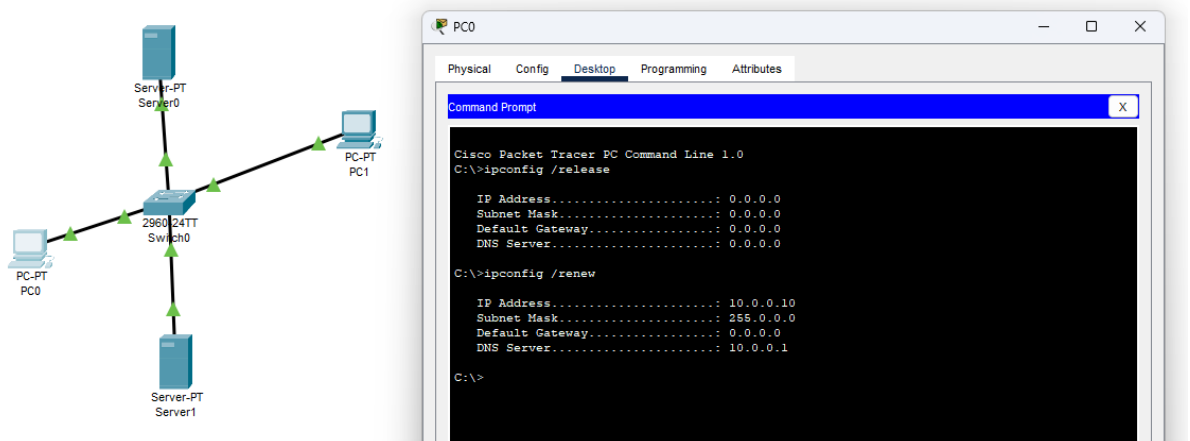 Server-PT
Server0
PC-PT
PC1
2960-24TT
Switch0
PC-PT
PC0
Server-PT
Server1
PC0
Physical Config Desktop Programming Attributes
Command Prompt
X
Cisco Packet Tracer PC Command Line 1.0
C:\>ipconfig /release
IP Address......................: 0.0.0.0
Subnet Mask.....................: 0.0.0.0
Default Gateway.................: 0.0.0.0
DNS Server......................: 0.0.0.0
C:\>ipconfig /renew
IP Address......................: 10.0.0.10
Subnet Mask.....................: 255.0.0.0
Default Gateway.................: 0.0.0.0
DNS Server......................: 10.0.0.1
C:\>